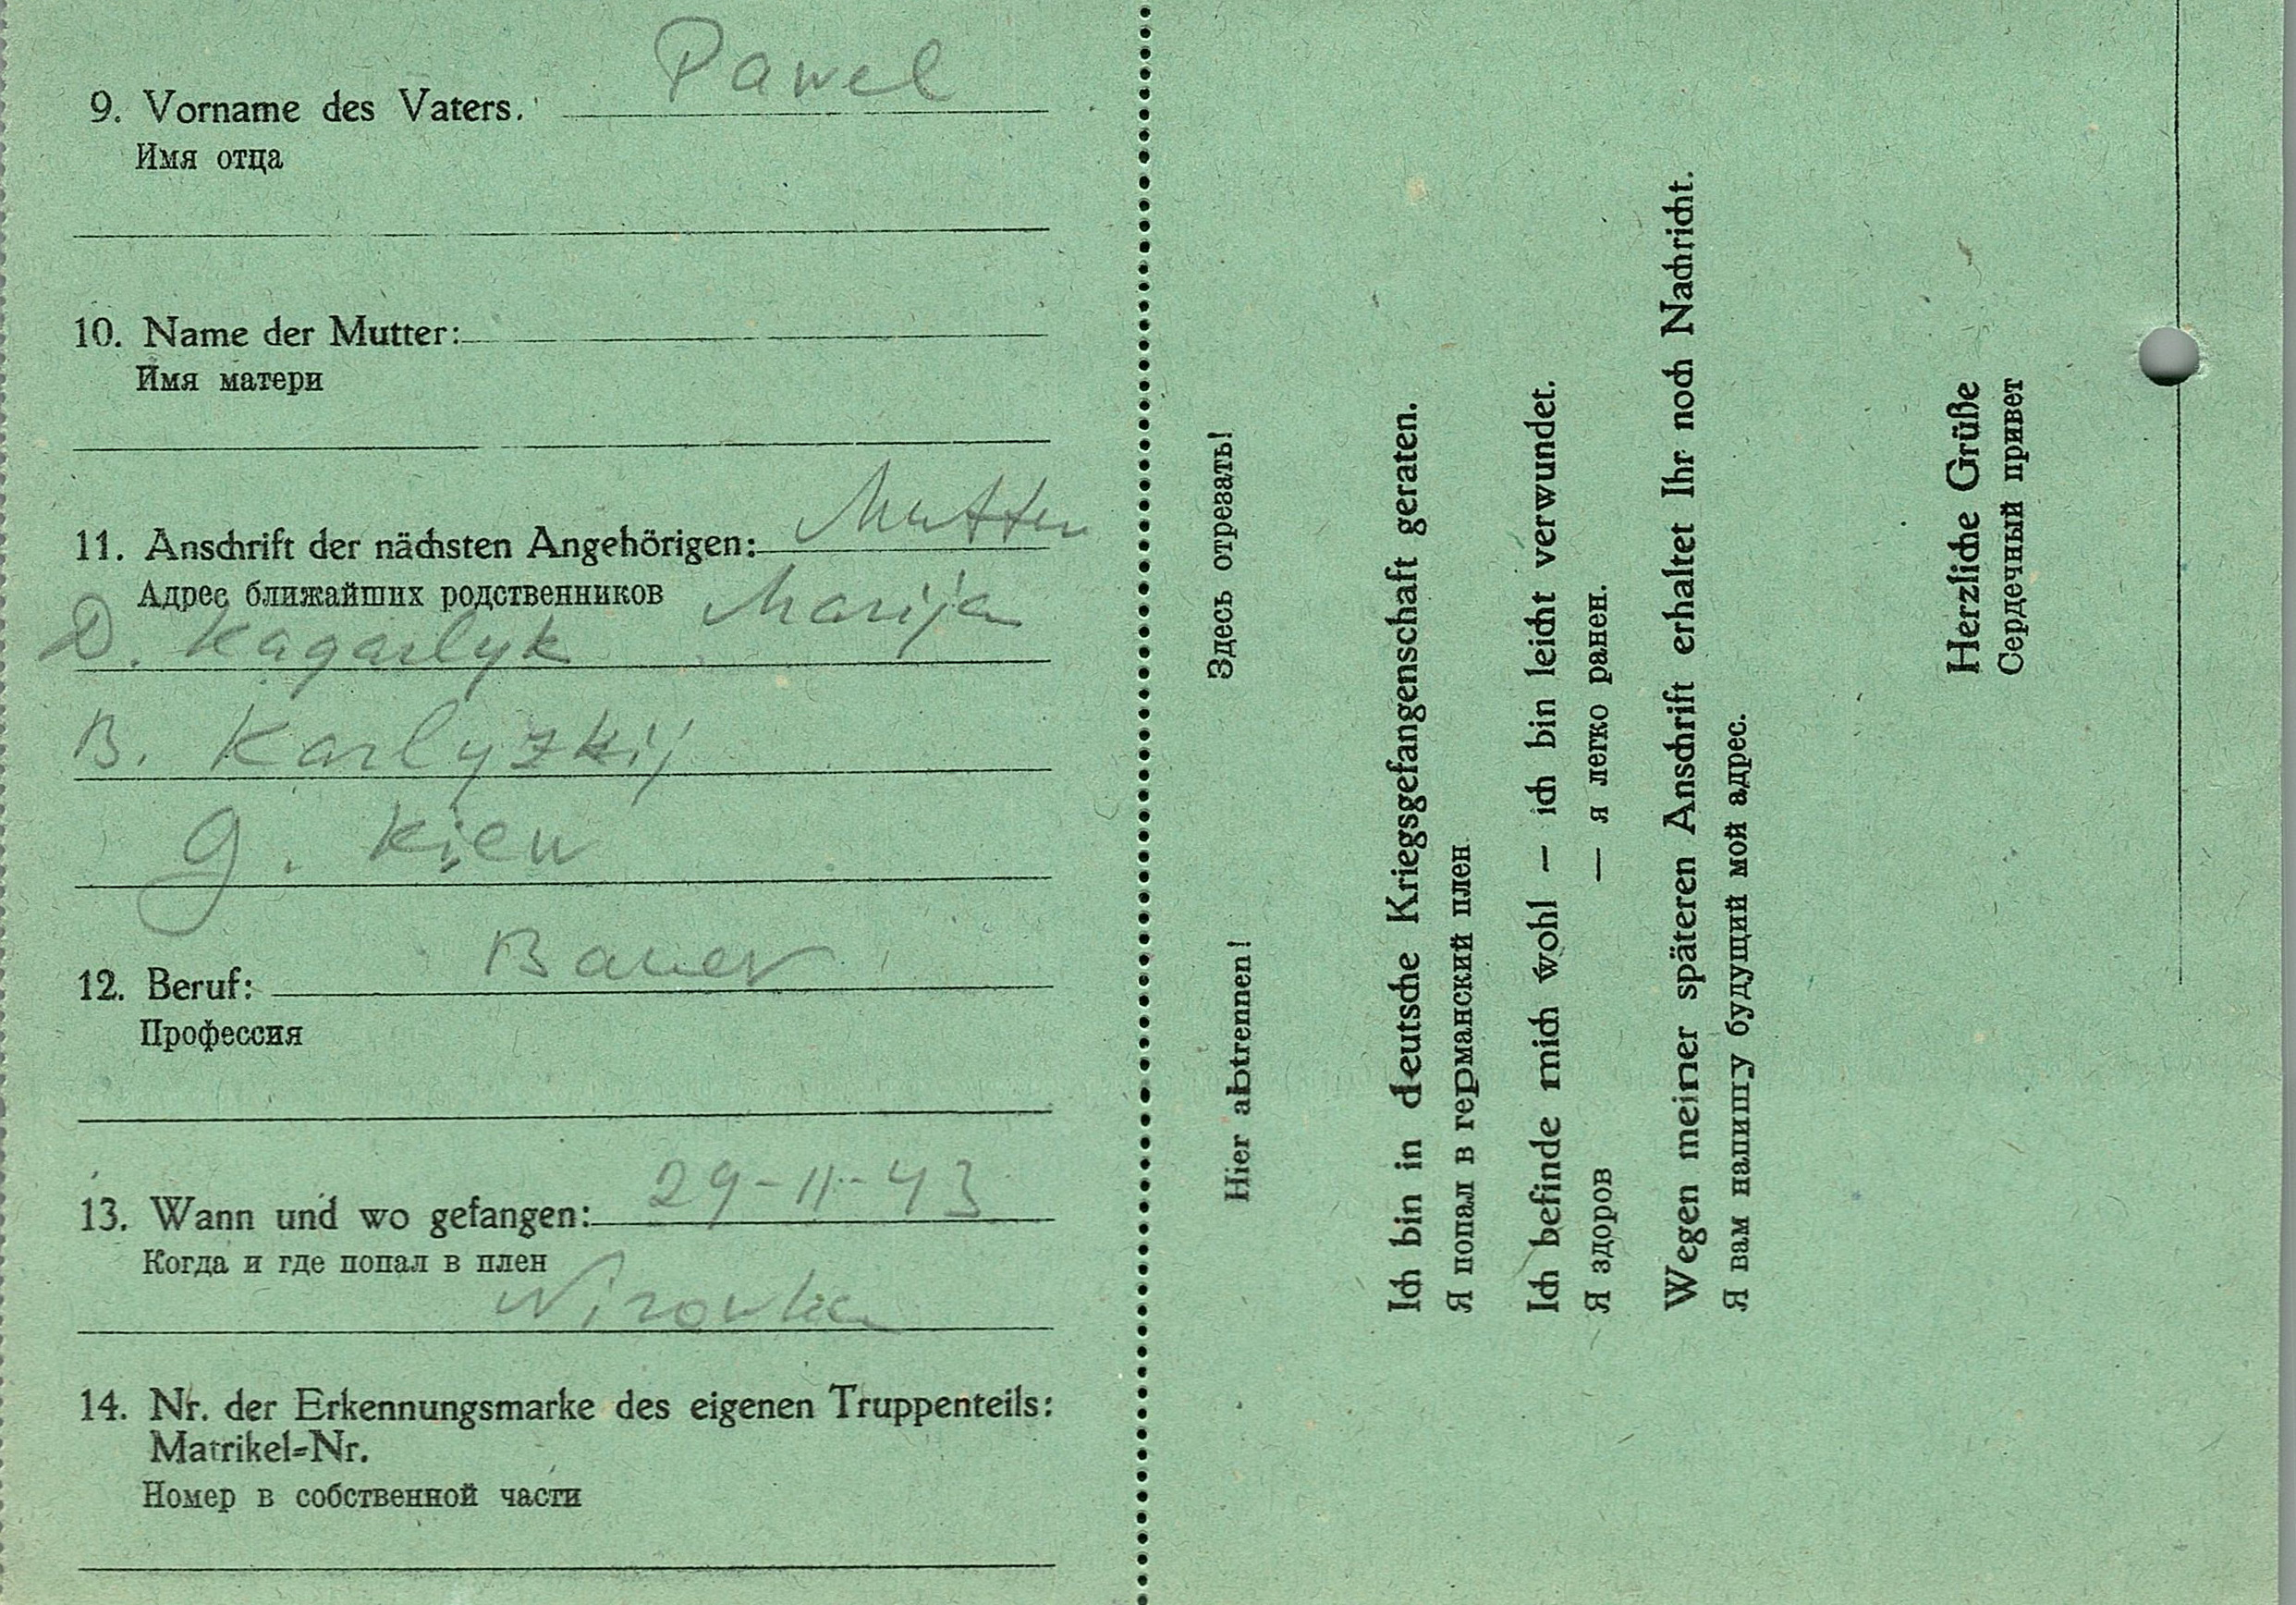 9. Vorname des Vaters. Pawel
Имя отца
10. Name der Mutter:
Имя матери
11. Anschrift der nächsten Angehörigen: Mutter
Адрес ближайших родственников Marija
D. Kagarlyk
B. Karlyzkij
G. Kiew
12. Beruf: Bauer
Профессия
13. Wann und wo gefangen: 29-11-43
Когда и где попал в плен
14. Nr. der Erkennungsmarke des eigenen Truppenteils:
Matrikel-Nr.
Номер в собственной части
Hier abtrennen! Здесь отрезать!
Ich bin in deutsche Kriegsgefangenschaft geraten.
Я попал в германский плен
Ich befinde mich wohl — ich bin leicht verwundet.
Я здоров — я легко ранен.
Wegen meiner späteren Anschrift erhaltet Ihr noch Nachricht.
Я вам напишу будущий мой адрес.
Herzliche Grüße
Сердечный привет